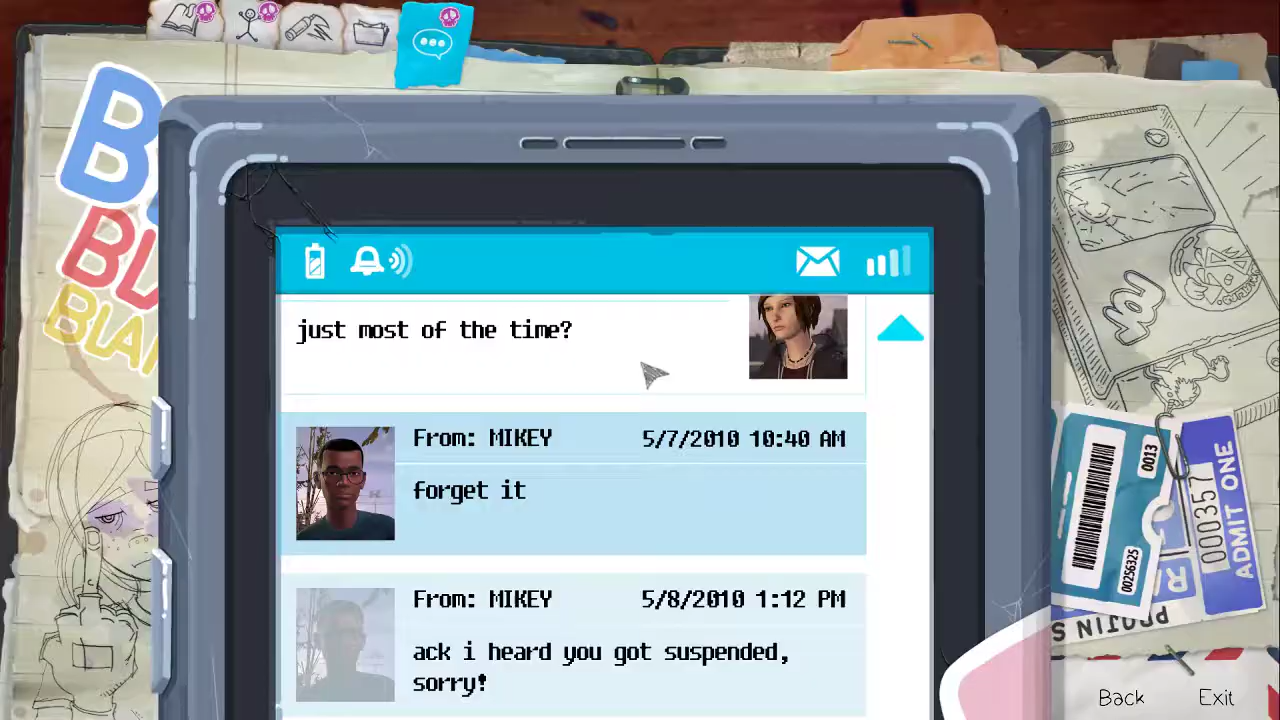 just most of the time?
From: MIKEY 5/7/2010 10:40 AM
forget it
From: MIKEY 5/8/2010 1:12 PM
ack i heard you got suspended,
sorry!
0013
00256325
000357
ADMIT ONE
Back
Exit